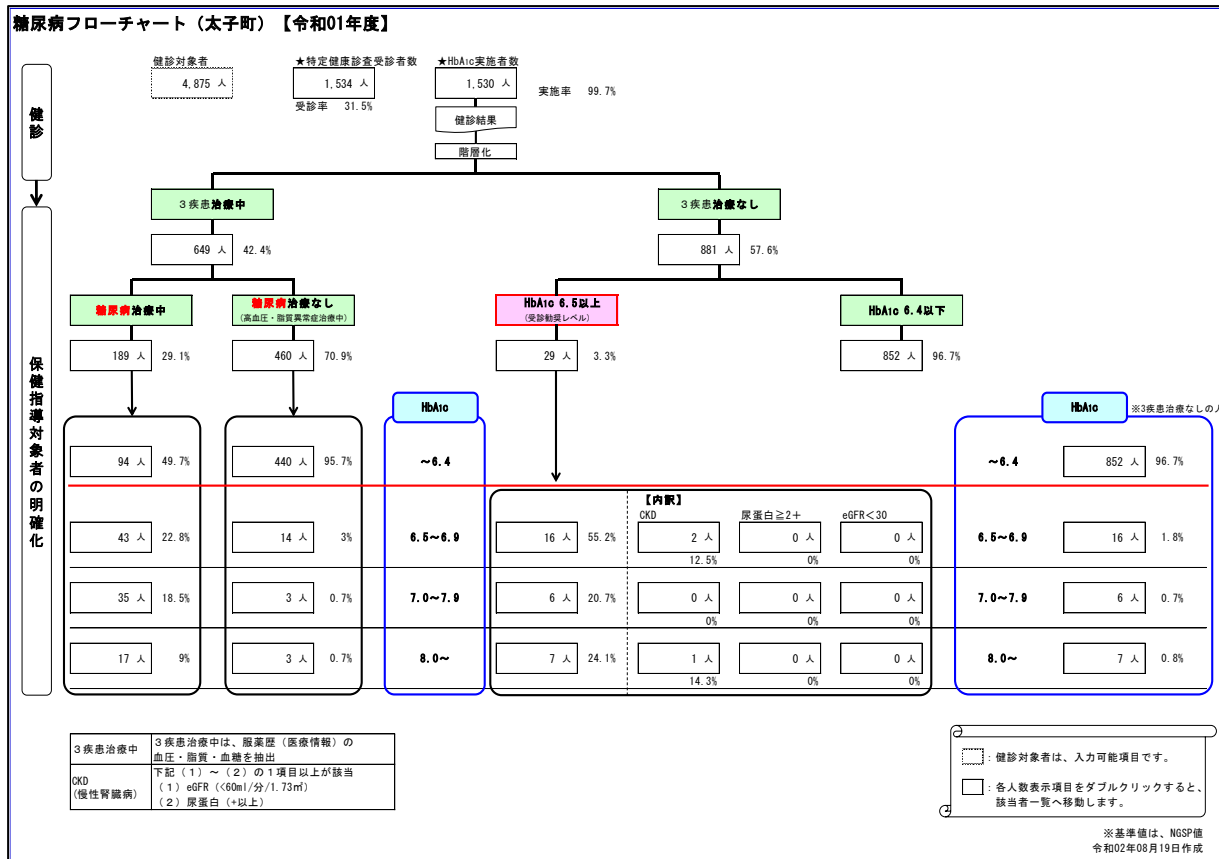 糖尿病フローチャート（太子町）【令和01年度】
健診対象者
★特定健康診査受診者数
★HbA1c実施者数
4,875 人
1,534 人
1,530 人
実施率 99.7%
受診率 31.5%
健診
健診結果
階層化
3疾患治療中
3疾患治療なし
649 人 42.4%
881 人 57.6%
糖尿病治療中
糖尿病治療なし
(高血圧・脂質異常症治療中)
HbA1c 6.5以上
(受診勧奨レベル)
HbA1c 6.4以下
189 人 29.1%
460 人 70.9%
29 人 3.3%
852 人 96.7%
保健指導対象者の明確化
HbA1c
HbA1c
※3疾患治療なしの人
94 人 49.7%
440 人 95.7%
～6.4
～6.4
852 人 96.7%
【内訳】
CKD
尿蛋白≧2＋
eGFR＜30
43 人 22.8%
14 人 3%
6.5～6.9
16 人 55.2%
2 人
0 人
0 人
6.5～6.9
16 人 1.8%
12.5%
0%
0%
35 人 18.5%
3 人 0.7%
7.0～7.9
6 人 20.7%
0 人
0 人
0 人
7.0～7.9
6 人 0.7%
0%
0%
0%
17 人 9%
3 人 0.7%
8.0～
7 人 24.1%
1 人
0 人
0 人
8.0～
7 人 0.8%
14.3%
0%
0%
3疾患治療中
3疾患治療中は、服薬歴（医療情報）の
血圧・脂質・血糖を抽出
CKD
(慢性腎臓病)
下記（1）～（2）の1項目以上が該当
（1）eGFR（<60ml/分/1.73㎡）
（2）尿蛋白（+以上）
：健診対象者は、入力可能項目です。
：各人数表示項目をダブルクリックすると、
該当者一覧へ移動します。
※基準値は、NGSP値
令和02年08月19日作成